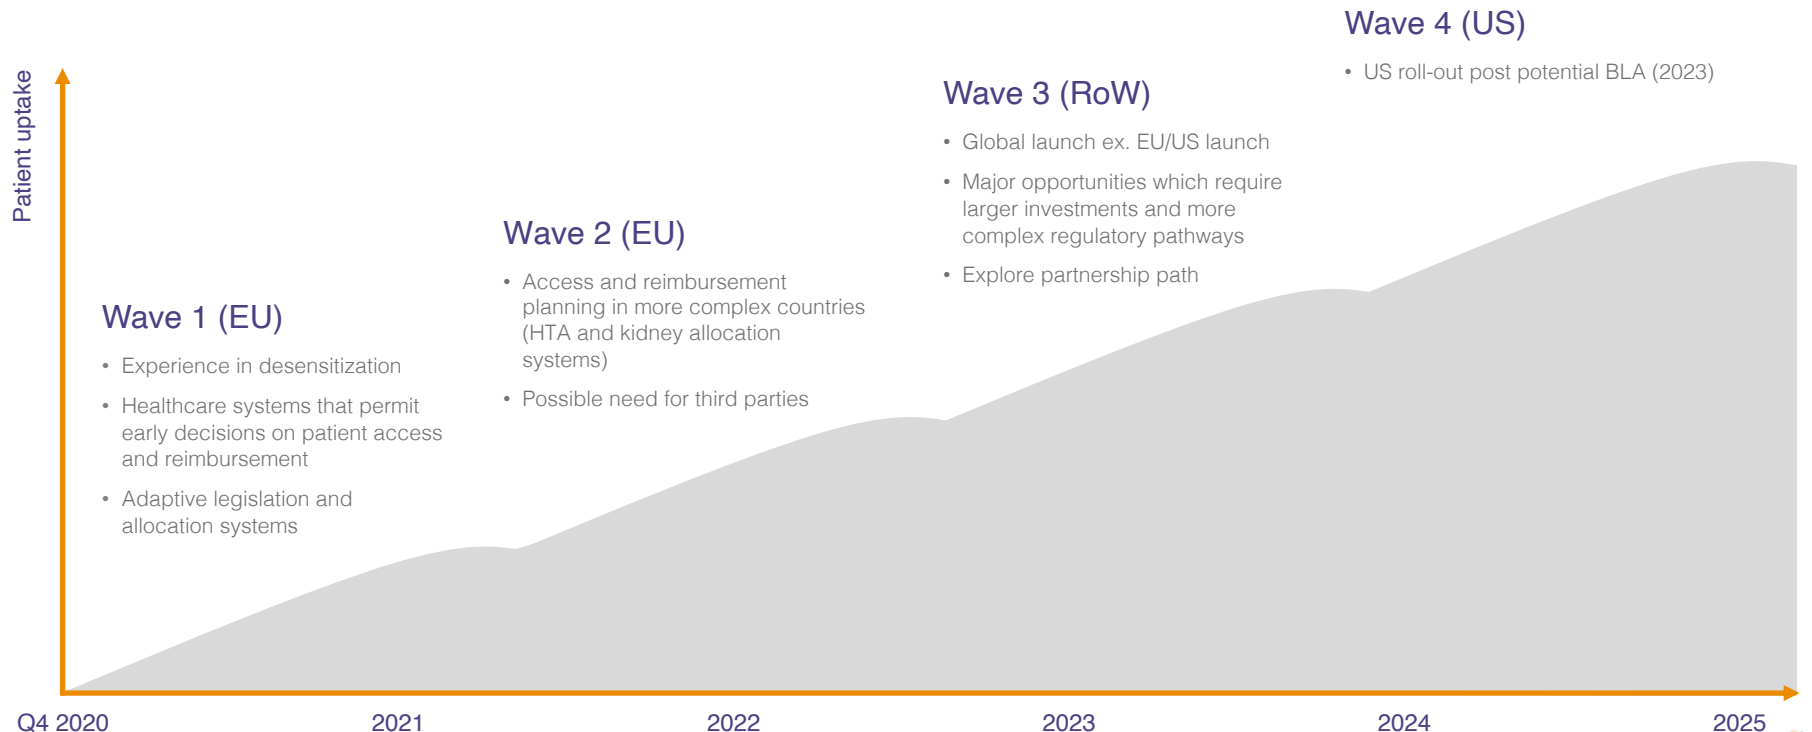 Patient uptake
Wave 1 (EU)
• Experience in desensitization
• Healthcare systems that permit
early decisions on patient access
and reimbursement
• Adaptive legislation and
allocation systems
Wave 2 (EU)
• Access and reimbursement
planning in more complex countries
(HTA and kidney allocation
systems)
• Possible need for third parties
Wave 3 (RoW)
• Global launch ex. EU/US launch
• Major opportunities which require
larger investments and more
complex regulatory pathways
• Explore partnership path
Wave 4 (US)
• US roll-out post potential BLA (2023)
Q4 2020
2021
2022
2023
2024
2025